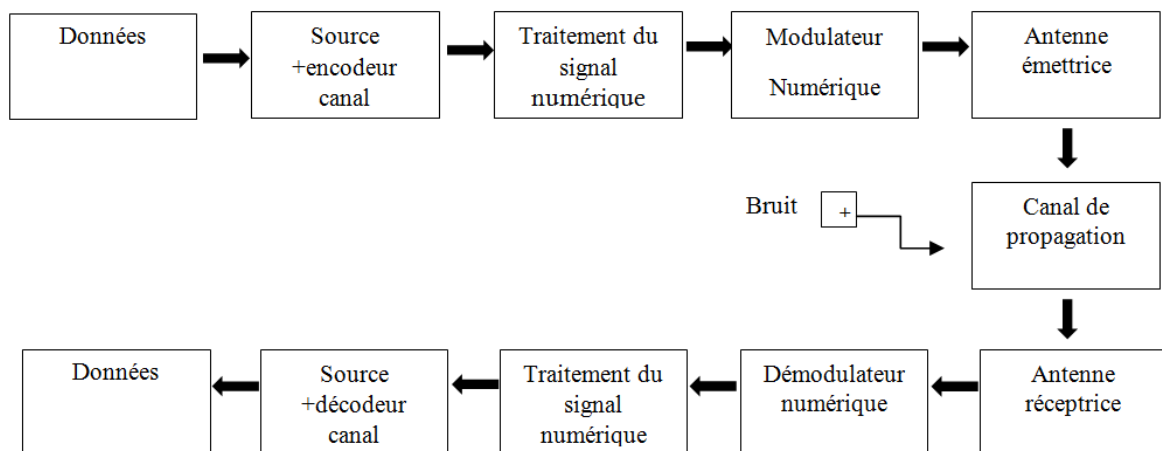 Données
Source
+encodeur
canal
Traitement du
signal
numérique
Modulateur
Numérique
Antenne
émettrice
Bruit
+
Canal de
propagation
Données
Source
+décodeur
canal
Traitement du
signal
numérique
Démodulateur
numérique
Antenne
réceptrice